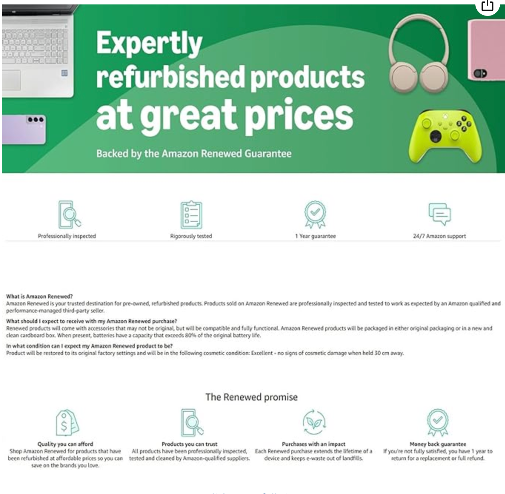 Expertly
refurbished products
at great prices
Backed by the Amazon Renewed Guarantee
Professionally inspected
Rigorously tested
1 Year guarantee
24/7 Amazon support
What is Amazon Renewed?
Amazon Renewed is your trusted destination for pre-owned, refurbished products. Products sold on Amazon Renewed are professionally inspected and tested to work as expected by an Amazon qualified and
performance-managed third-party seller.
What should I expect to receive with my Amazon Renewed purchase?
Renewed products will come with accessories that may not be original, but will be compatible and fully functional. Amazon Renewed products will be packaged in either original packaging or in a new and
clean cardboard box. When present, batteries have a capacity that exceeds 80% of the original battery life.
In what condition can I expect my Amazon Renewed product to be?
Product will be restored to its original factory settings and will be in the following cosmetic condition: Excellent - no signs of cosmetic damage when held 30 cm away.
The Renewed promise
Quality you can afford
Shop Amazon Renewed for products that have
been refurbished at affordable prices so you can
save on the brands you love.
Products you can trust
All products have been professionally inspected,
tested and cleaned by Amazon-qualified suppliers.
Purchases with an impact
Each Renewed purchase extends the lifetime of a
device and keeps e-waste out of landfills.
Money back guarantee
If you're not fully satisfied, you have 1 year to
return for a replacement or full refund.